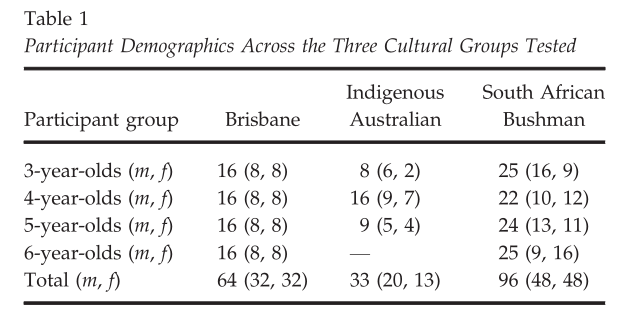 Table 1
Participant Demographics Across the Three Cultural Groups Tested
Participant group Brisbane Indigenous Australian South African Bushman
3-year-olds (m, f) 16 (8, 8) 8 (6, 2) 25 (16, 9)
4-year-olds (m, f) 16 (8, 8) 16 (9, 7) 22 (10, 12)
5-year-olds (m, f) 16 (8, 8) 9 (5, 4) 24 (13, 11)
6-year-olds (m, f) 16 (8, 8) — 25 (9, 16)
Total (m, f) 64 (32, 32) 33 (20, 13) 96 (48, 48)